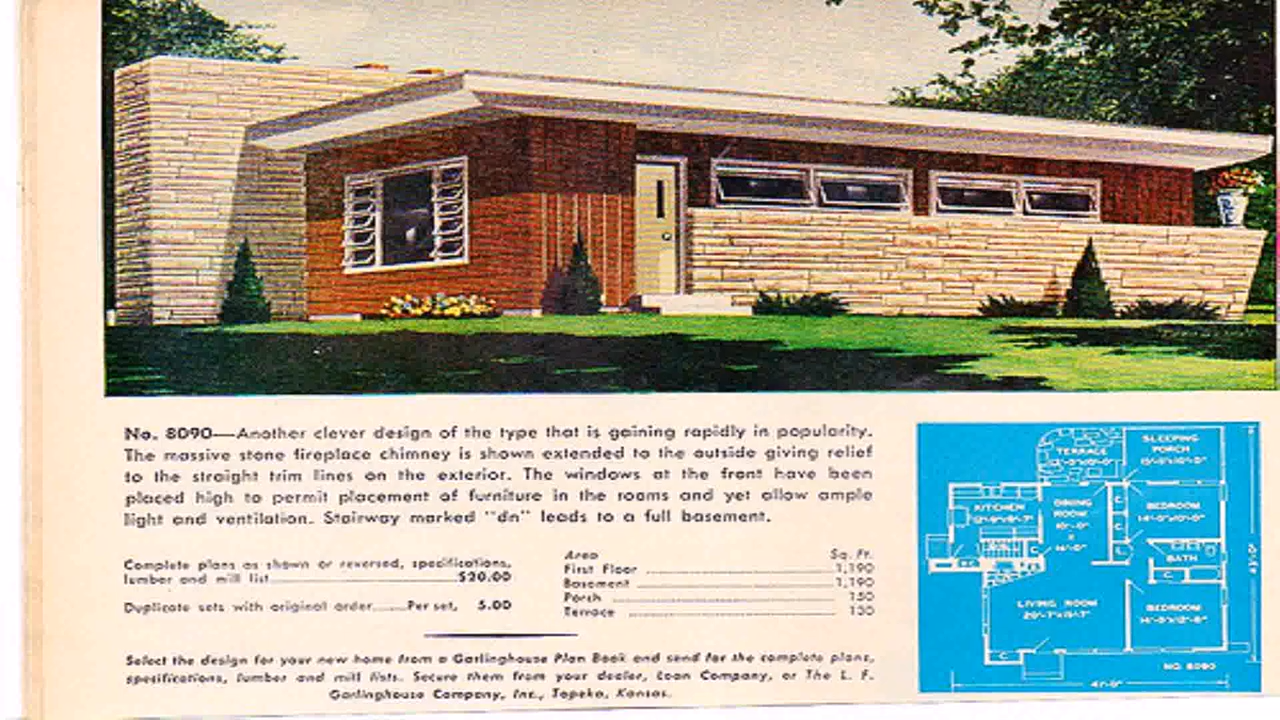 No. 8090—Another clever design of the type that is gaining rapidly in popularity.
The massive stone fireplace chimney is shown extended to the outside giving relief
to the straight trim lines on the exterior. The windows at the front have been
placed high to permit placement of furniture in the rooms and yet allow ample
light and ventilation. Stairway marked "dn" leads to a full basement.
Complete plans as shown or reversed, specifications,
lumber and mill list $20.00
Duplicate sets with original order Per set, 5.00
Area Sq. Ft.
First Floor 1,190
Basement 1,190
Porch 150
Terrace 130
Select the design for your new home from a Garlinghouse Plan Book and send for the complete plans,
specifications, lumber and mill lists. Secure them from your dealer, Loan Company, or The L. F.
Garlinghouse Company, Inc., Topeka, Kansas.
SLEEPING
PORCH
TERRACE
KITCHEN
DINING
ROOM
BEDROOM
BATH
C
LIVING ROOM
BEDROOM
NO. 8090